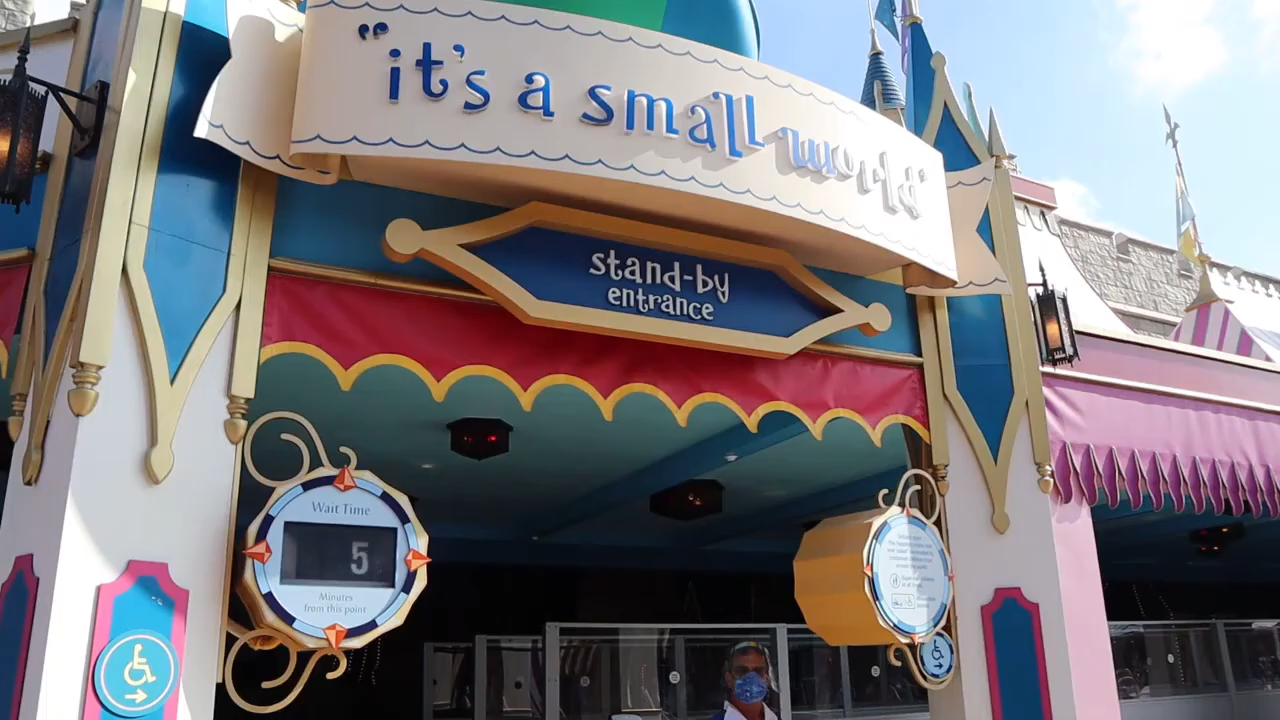 "it's a small world"
stand-by
entrance
Wait Time
5
Minutes
from this point